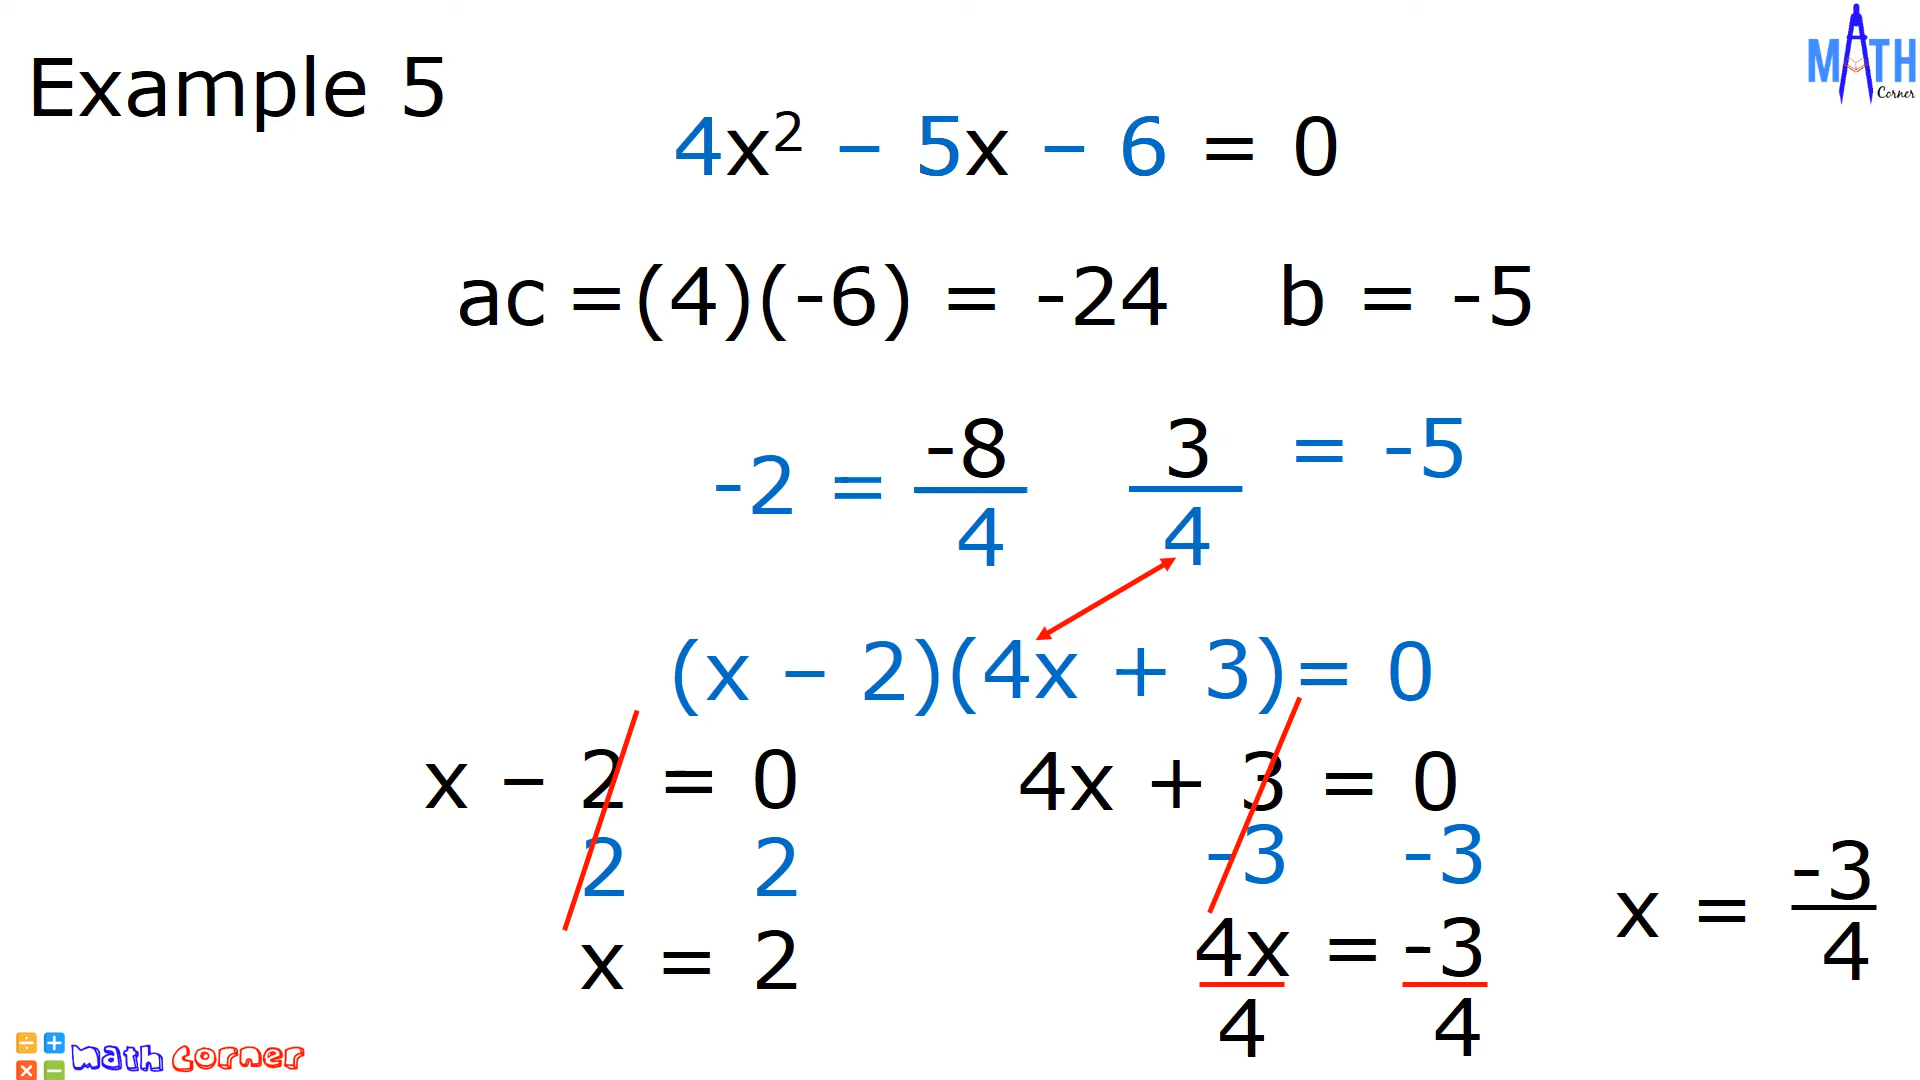 Example 5
MATH
Corner
4x² – 5x – 6 = 0
ac =(4)(-6) = -24 b = -5
-2 = -8/4 3/4 = -5
(x – 2)(4x + 3)= 0
x – 2 = 0 4x + 3 = 0
2 2 -3 -3
x = 2 4x/4 = -3/4 x = -3/4
math corner